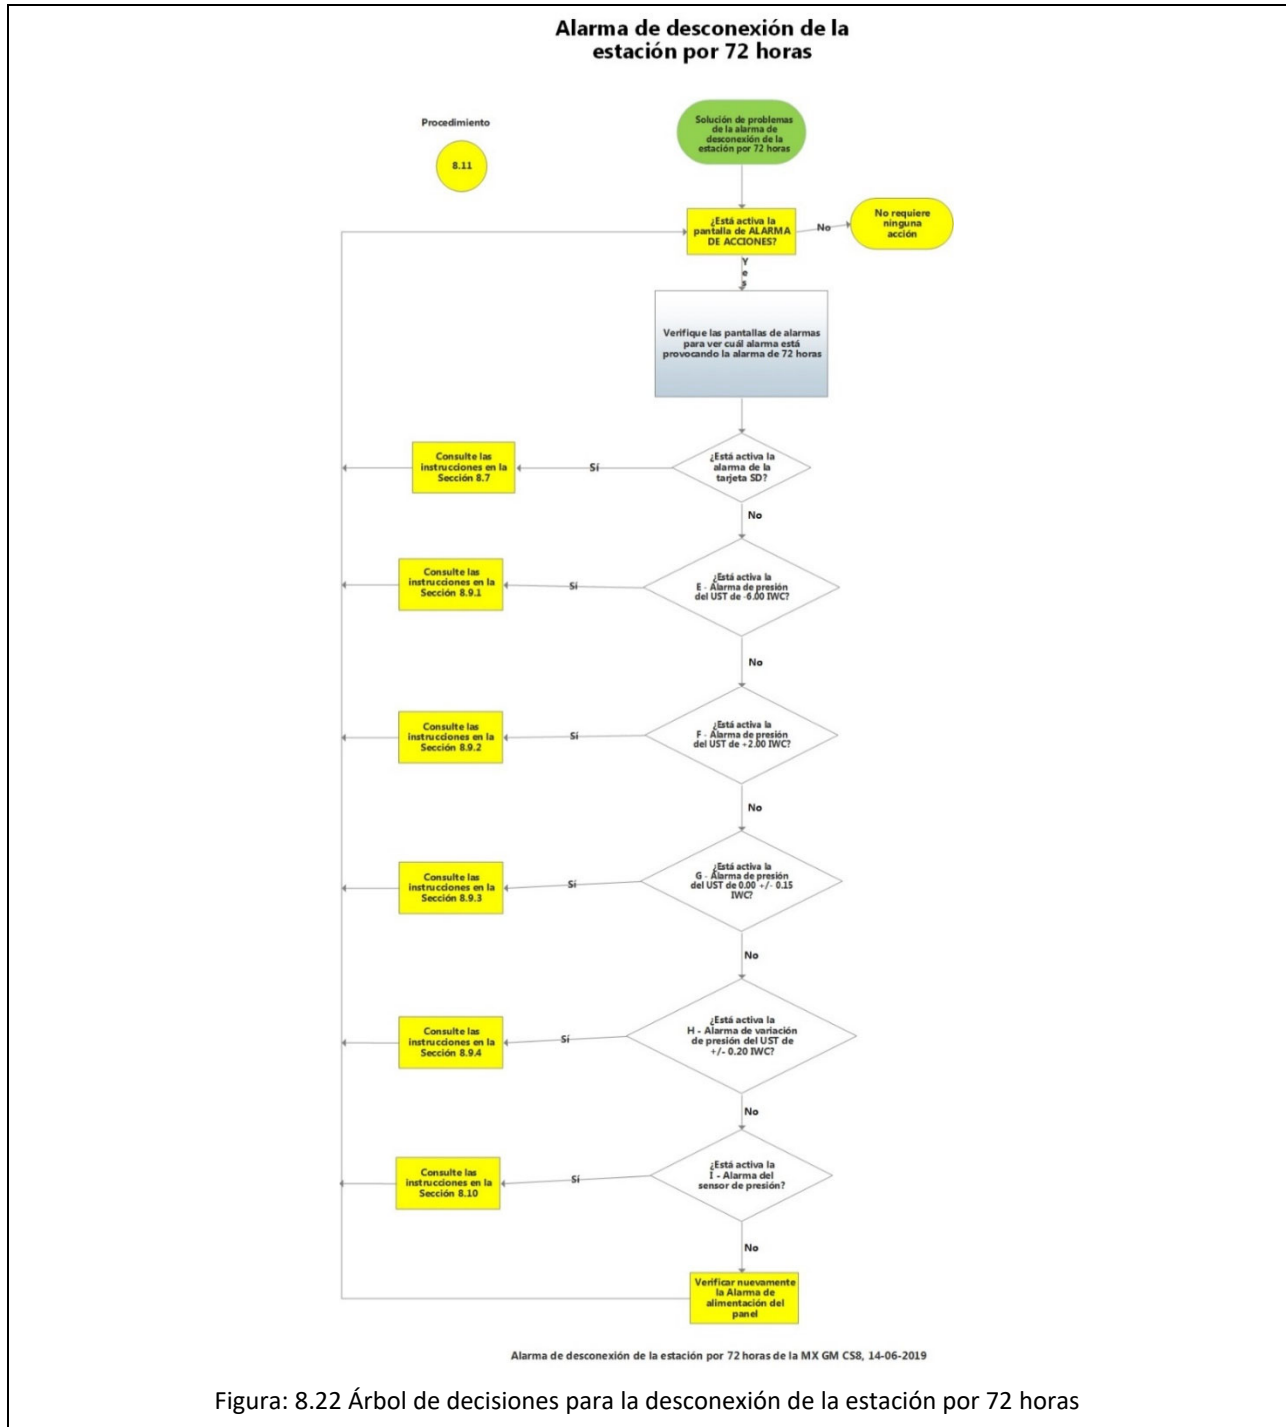 Alarma de desconexión de la
estación por 72 horas
Procedimiento
8.11
Solución de problemas
de la alarma de
desconexión de la
estación por 72 horas
¿Está activa la
pantalla de ALARMA
DE ACCIONES?
No
No requiere
ninguna
acción
Yes
Verifique las pantallas de alarmas
para ver cuál alarma está
provocando la alarma de 72 horas
¿Está activa la
alarma de la
tarjeta SD?
Sí
Consulte las
instrucciones en la
Sección 8.7
No
¿Está activa la
E - Alarma de presión
del UST de -6.00 IWC?
Sí
Consulte las
instrucciones en la
Sección 8.9.1
No
¿Está activa la
F - Alarma de presión
del UST de +2.00 IWC?
Sí
Consulte las
instrucciones en la
Sección 8.9.2
No
¿Está activa la
G - Alarma de presión
del UST de 0.00 +/- 0.15
IWC?
Sí
Consulte las
instrucciones en la
Sección 8.9.3
No
¿Está activa la
H - Alarma de variación
de presión del UST de
+/- 0.20 IWC?
Sí
Consulte las
instrucciones en la
Sección 8.9.4
No
¿Está activa la
I - Alarma del
sensor de presión?
Sí
Consulte las
instrucciones en la
Sección 8.10
No
Verificar nuevamente
la Alarma de
alimentación del
panel
Alarma de desconexión de la estación por 72 horas de la MX GM CS8, 14-06-2019
Figura: 8.22 Árbol de decisiones para la desconexión de la estación por 72 horas